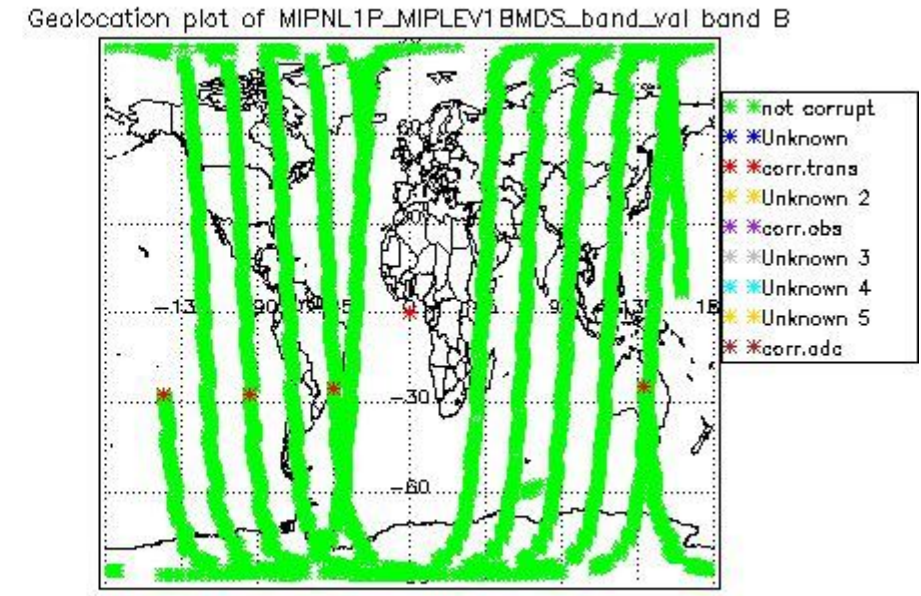 Geolocation plot of MIPNL1P_MIPLEV1BMDS_band_val band B
not corrupt
Unknown
corr.trans
Unknown 2
corr.obs
Unknown 3
Unknown 4
Unknown 5
corr.adc
60
-30
-60